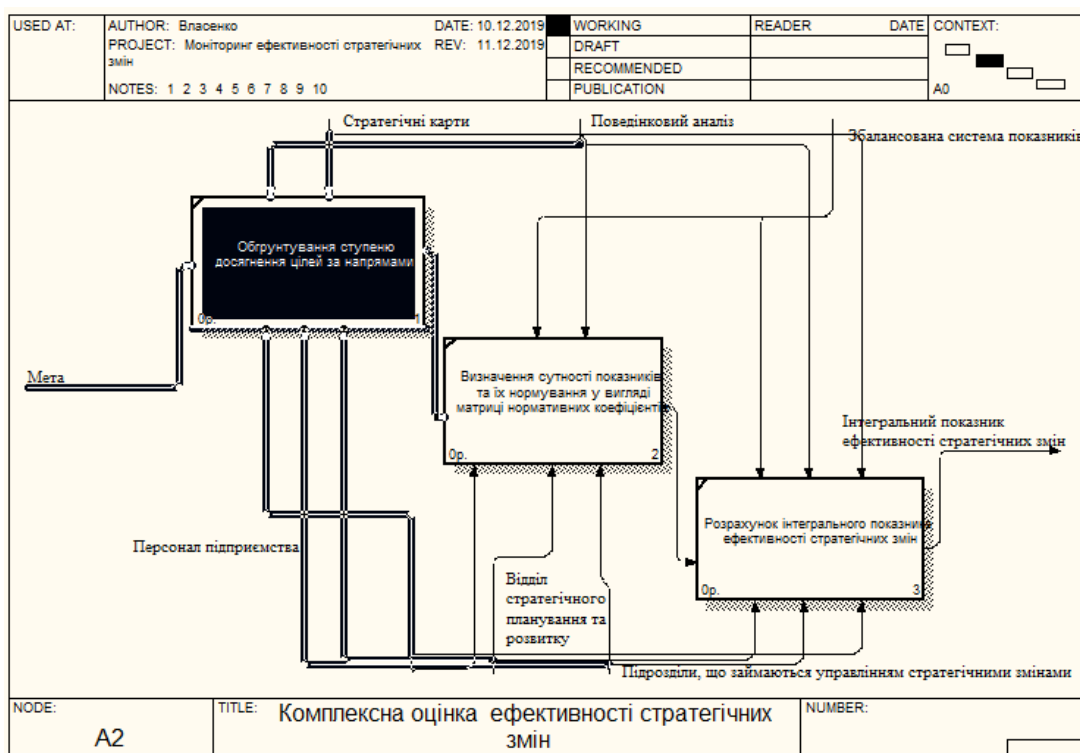 USED AT:
AUTHOR: Власенко
DATE: 10.12.2019
WORKING
READER
DATE
CONTEXT:
PROJECT: Моніторинг ефективності стратегічних
змін
REV: 11.12.2019
DRAFT
RECOMMENDED
NOTES: 1 2 3 4 5 6 7 8 9 10
PUBLICATION
A0
Стратегічні карти
Поведінковий аналіз
Збалансована система показників
Обгрунтування ступеню
досягнення цілей за напрямами
0р.
1
Мета
Визначення сутності показників
та їх нормування у вигляді
матриці нормативних коефіцієнтів
0р.
2
Інтегральний показник
ефективності стратегічних змін
Розрахунок інтегрального показника
ефективності стратегічних змін
0р.
3
Персонал підприємства
Відділ
стратегічного
планування та
розвитку
Підрозділи, що займаються управлінням стратегічними змінами
NODE:
A2
TITLE: Комплексна оцінка ефективності стратегічних
змін
NUMBER: